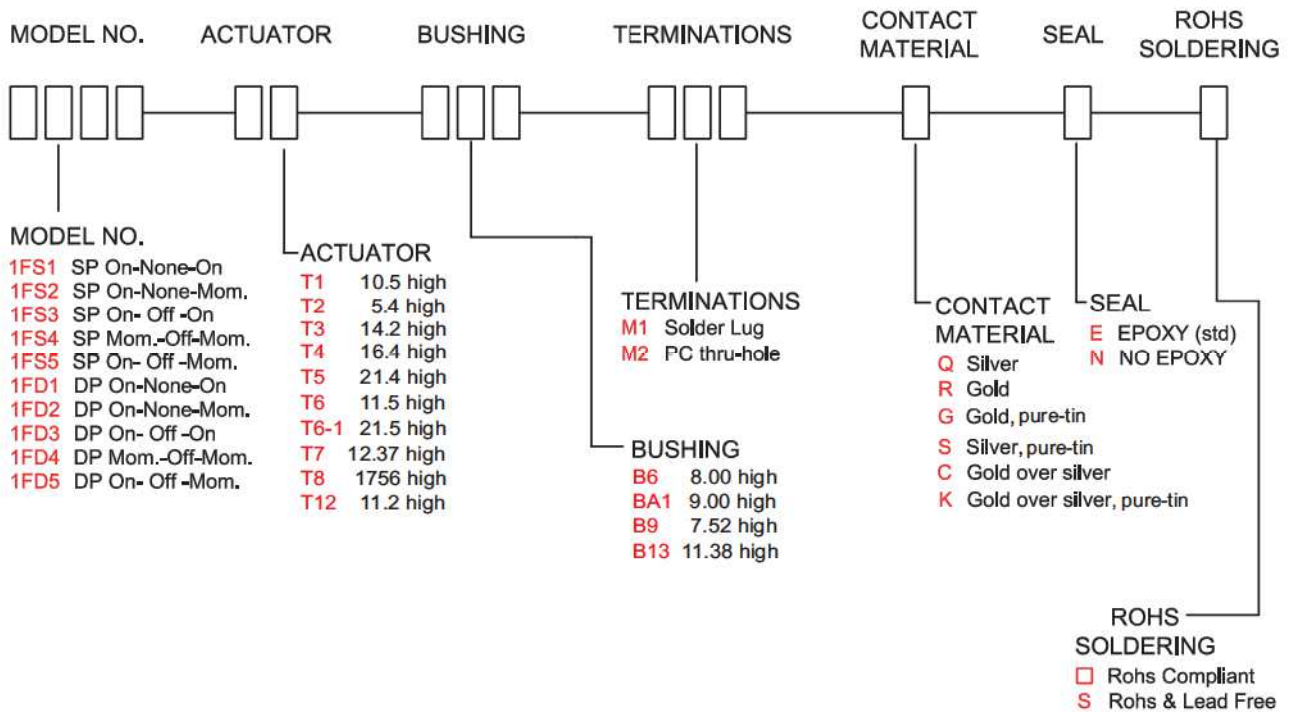 MODEL NO. ACTUATOR BUSHING TERMINATIONS CONTACT MATERIAL SEAL ROHS SOLDERING
MODEL NO.
1FS1 SP On-None-On
1FS2 SP On-None-Mom.
1FS3 SP On- Off -On
1FS4 SP Mom.-Off-Mom.
1FS5 SP On- Off -Mom.
1FD1 DP On-None-On
1FD2 DP On-None-Mom.
1FD3 DP On- Off -On
1FD4 DP Mom.-Off-Mom.
1FD5 DP On- Off -Mom.
ACTUATOR
T1 10.5 high
T2 5.4 high
T3 14.2 high
T4 16.4 high
T5 21.4 high
T6 11.5 high
T6-1 21.5 high
T7 12.37 high
T8 1756 high
T12 11.2 high
BUSHING
B6 8.00 high
BA1 9.00 high
B9 7.52 high
B13 11.38 high
TERMINATIONS
M1 Solder Lug
M2 PC thru-hole
CONTACT
MATERIAL
Q Silver
R Gold
G Gold, pure-tin
S Silver, pure-tin
C Gold over silver
K Gold over silver, pure-tin
SEAL
E EPOXY (std)
N NO EPOXY
ROHS
SOLDERING
□ Rohs Compliant
S Rohs & Lead Free